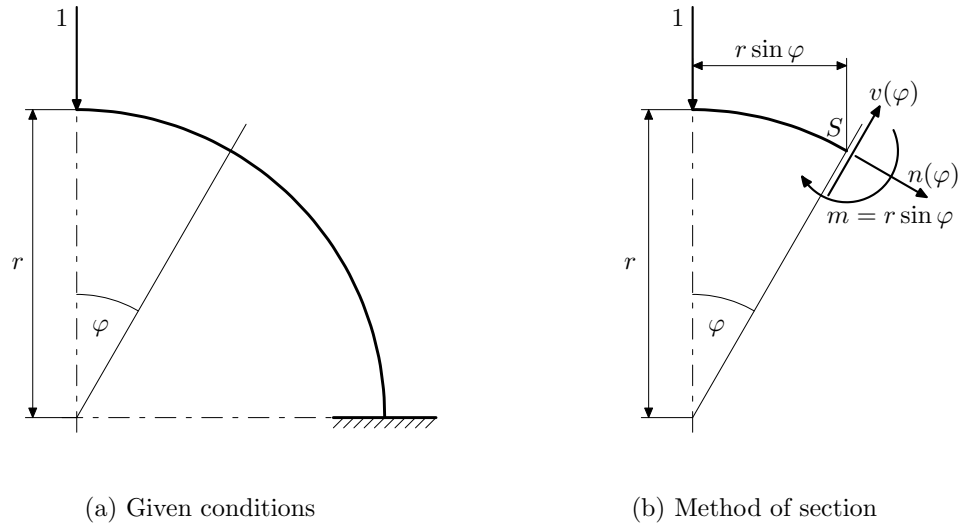 1
r
φ
(a) Given conditions
1
r sin φ
v(φ)
S
n(φ)
m = r sin φ
r
φ
(b) Method of section